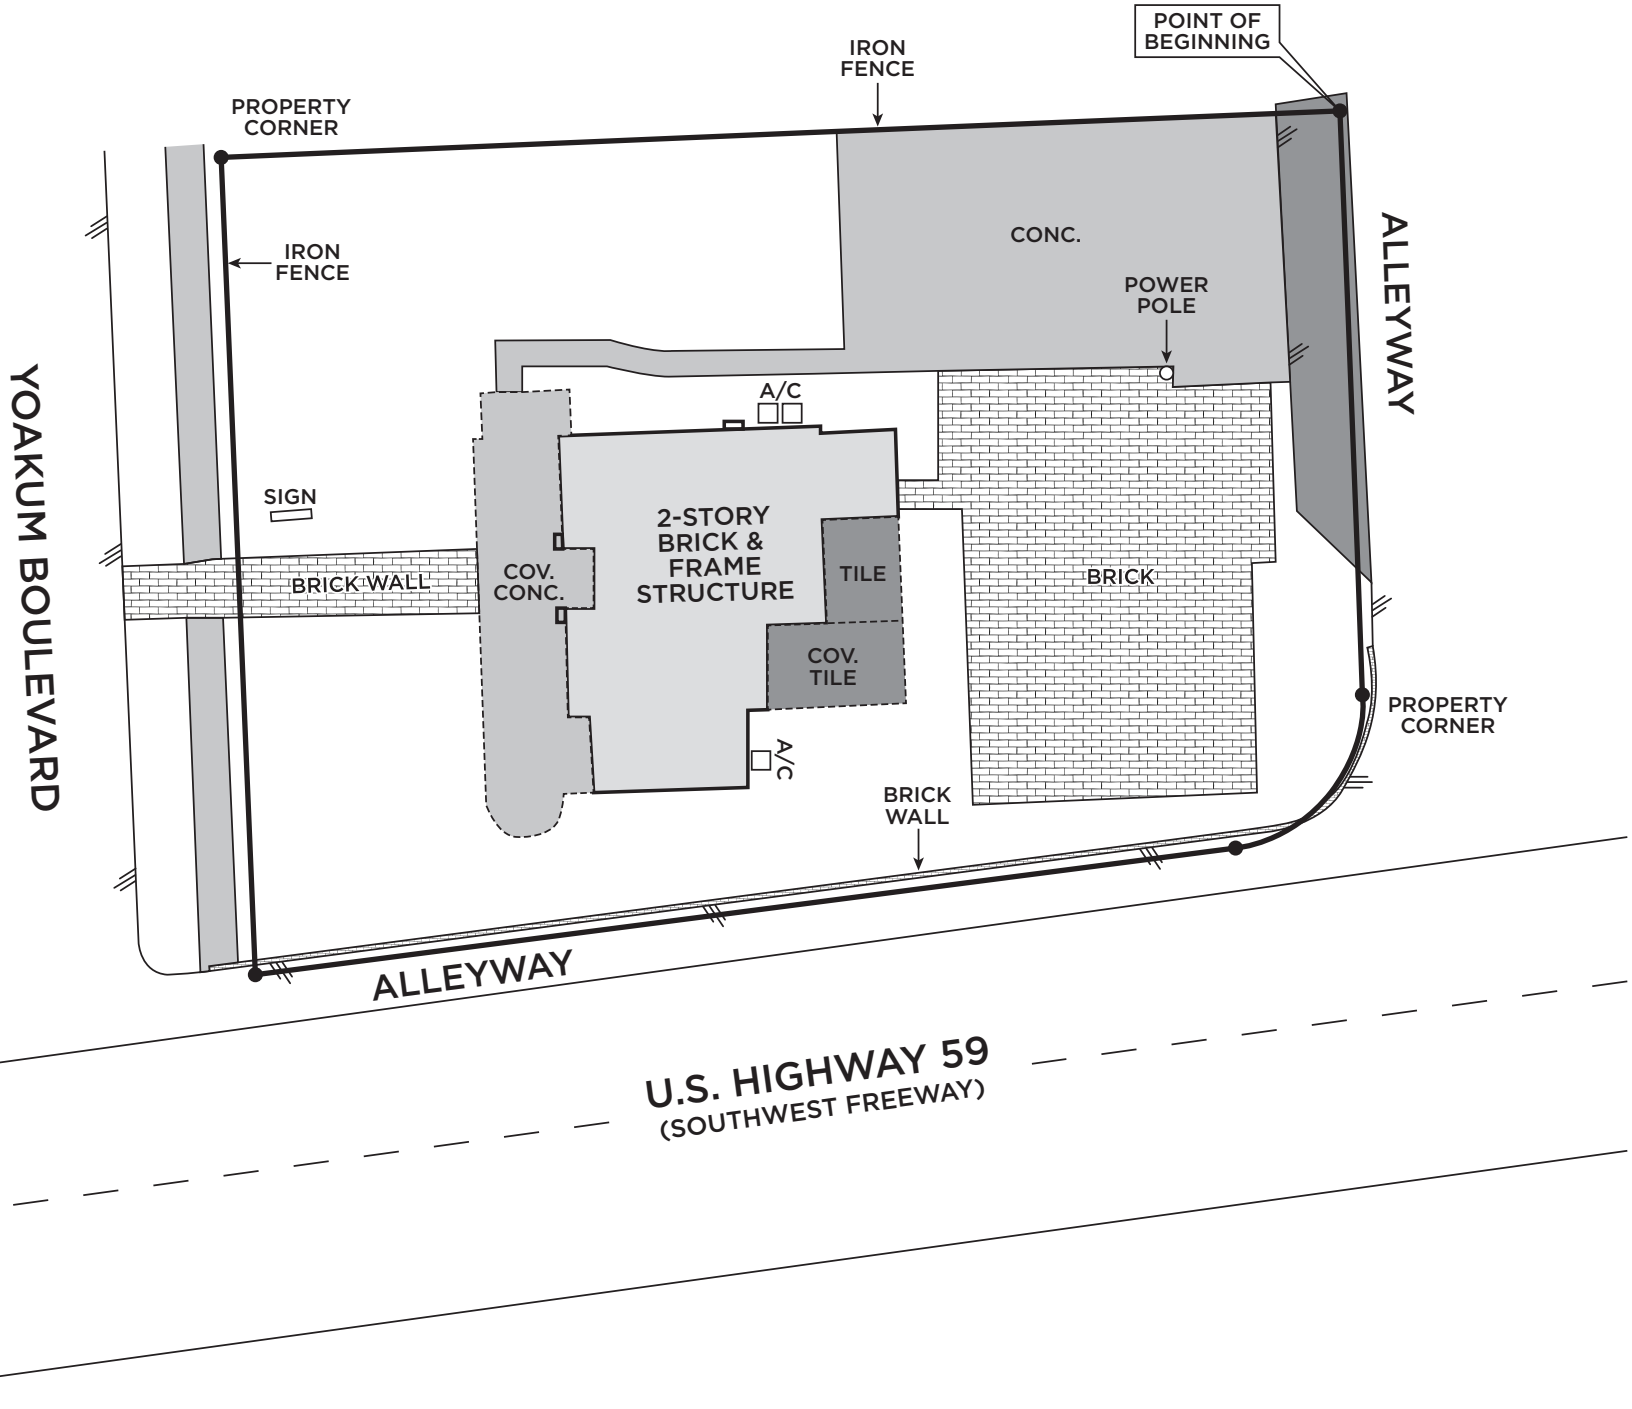 POINT OF
BEGINNING
IRON
FENCE
PROPERTY
CORNER
IRON
FENCE
CONC.
ALLEYWAY
POWER
POLE
YOAKUM BOULEVARD
A/C
SIGN
2-STORY
BRICK &
FRAME
STRUCTURE
BRICK WALL
COV.
CONC.
TILE
BRICK
COV.
TILE
PROPERTY
CORNER
A/C
BRICK
WALL
ALLEYWAY
U.S. HIGHWAY 59
(SOUTHWEST FREEWAY)